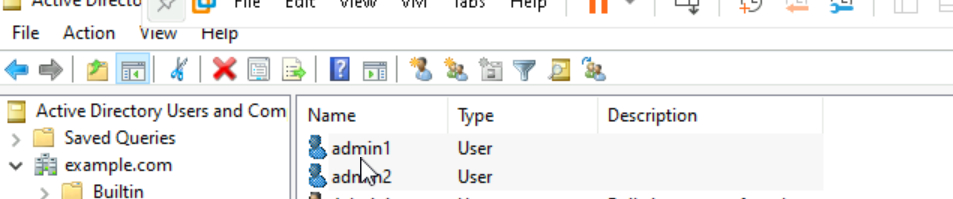 Active Directo File Edit View VM Tabs Help
File Action View Help
Active Directory Users and Com
Saved Queries
example.com
Builtin
Name Type Description
admin1 User
admin2 User